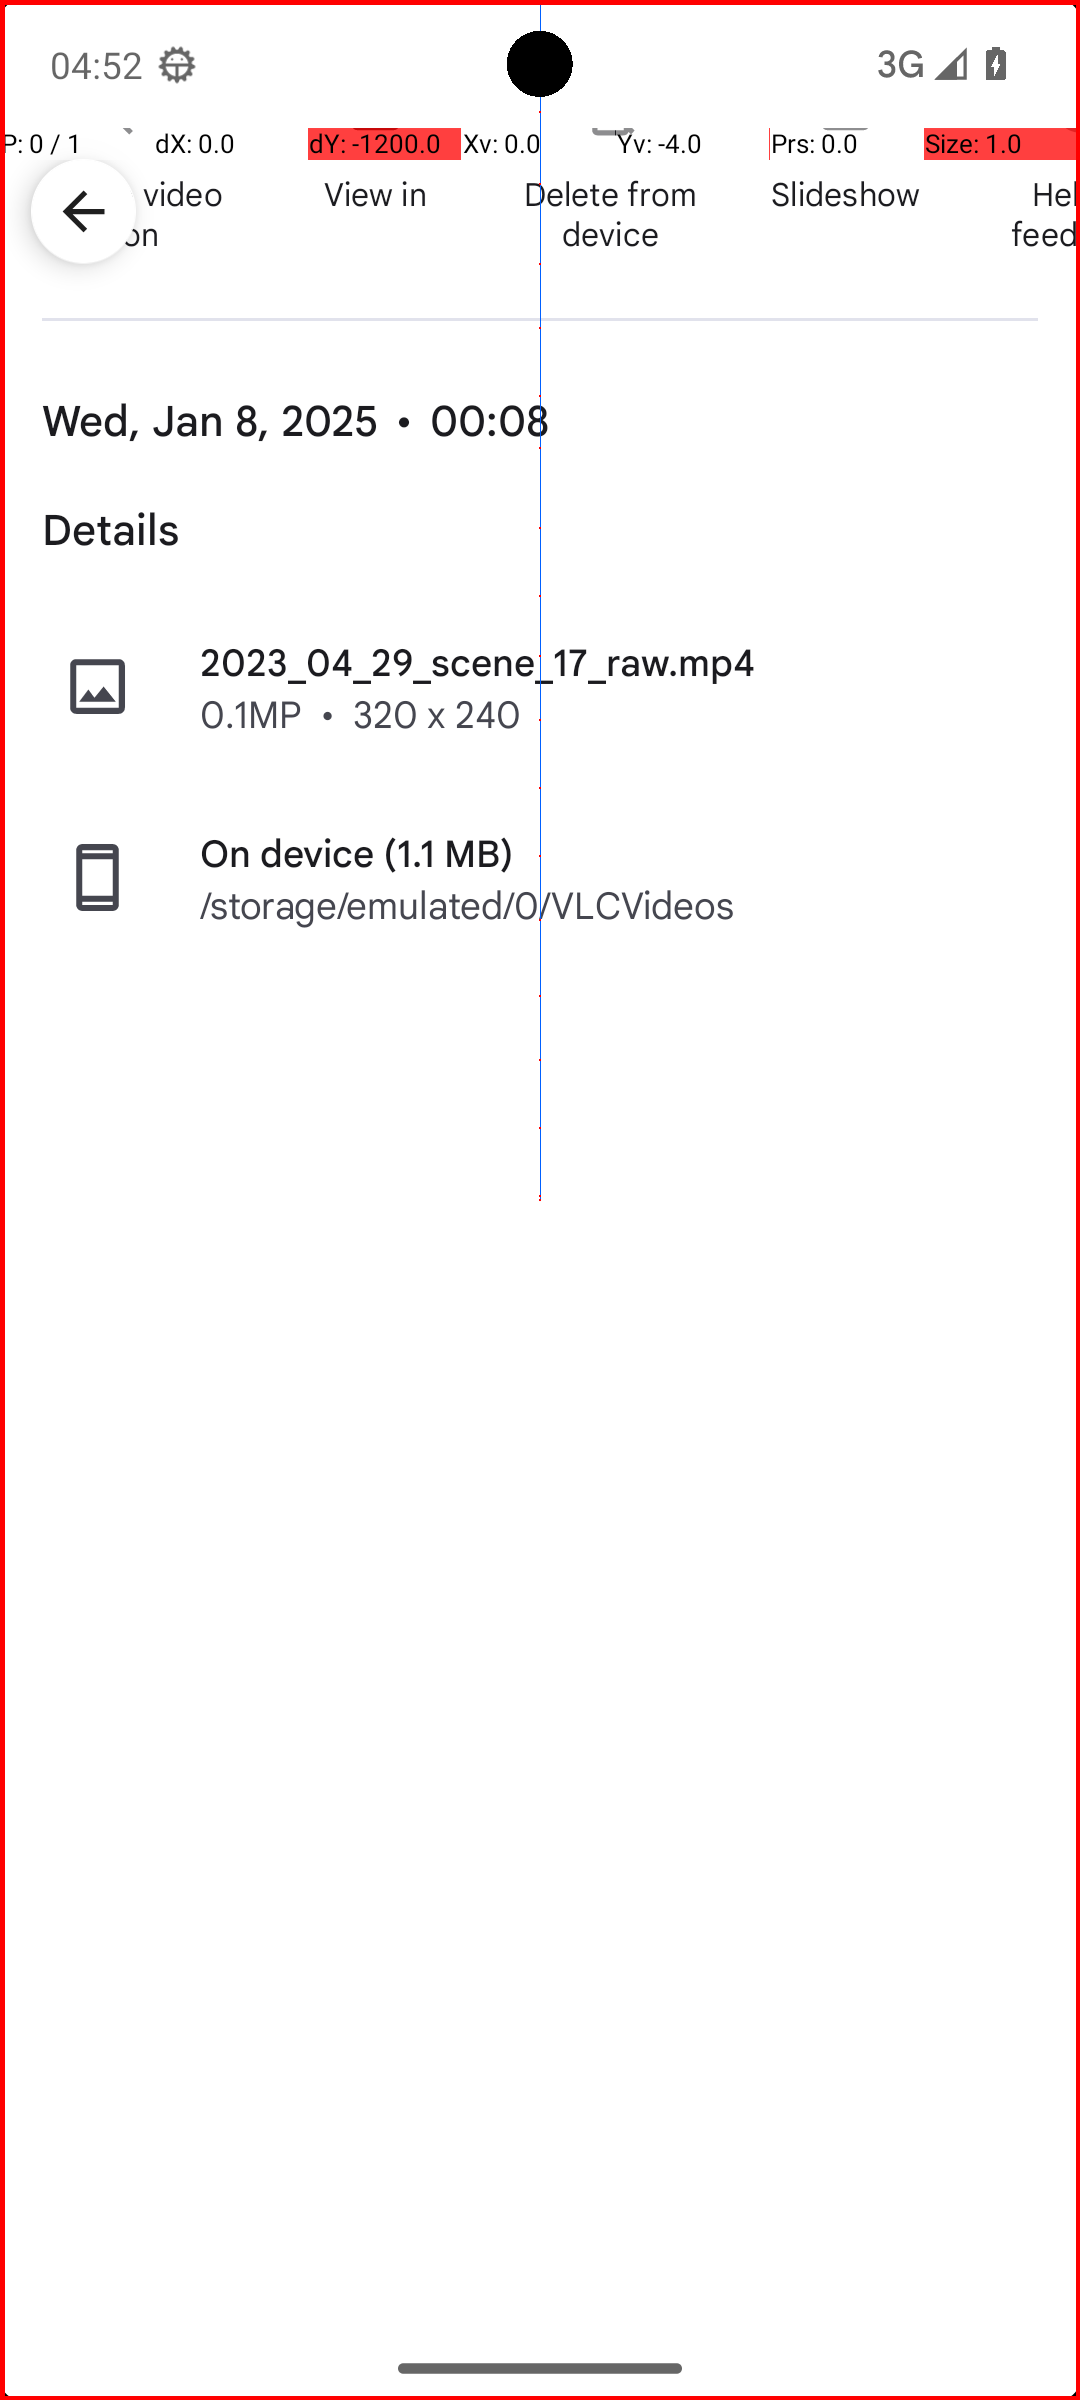 04:52
3G
P: 0 / 1 dX: 0.0 dY: -1200.0 Xv: 0.0 Yv: -4.0 Prs: 0.0 Size: 1.0
video
on
View in
Delete from
device
Slideshow
Hel
feed
Wed, Jan 8, 2025 • 00:08
Details
2023_04_29_scene_17_raw.mp4
0.1MP • 320 x 240
On device (1.1 MB)
/storage/emulated/0/VLCVideos